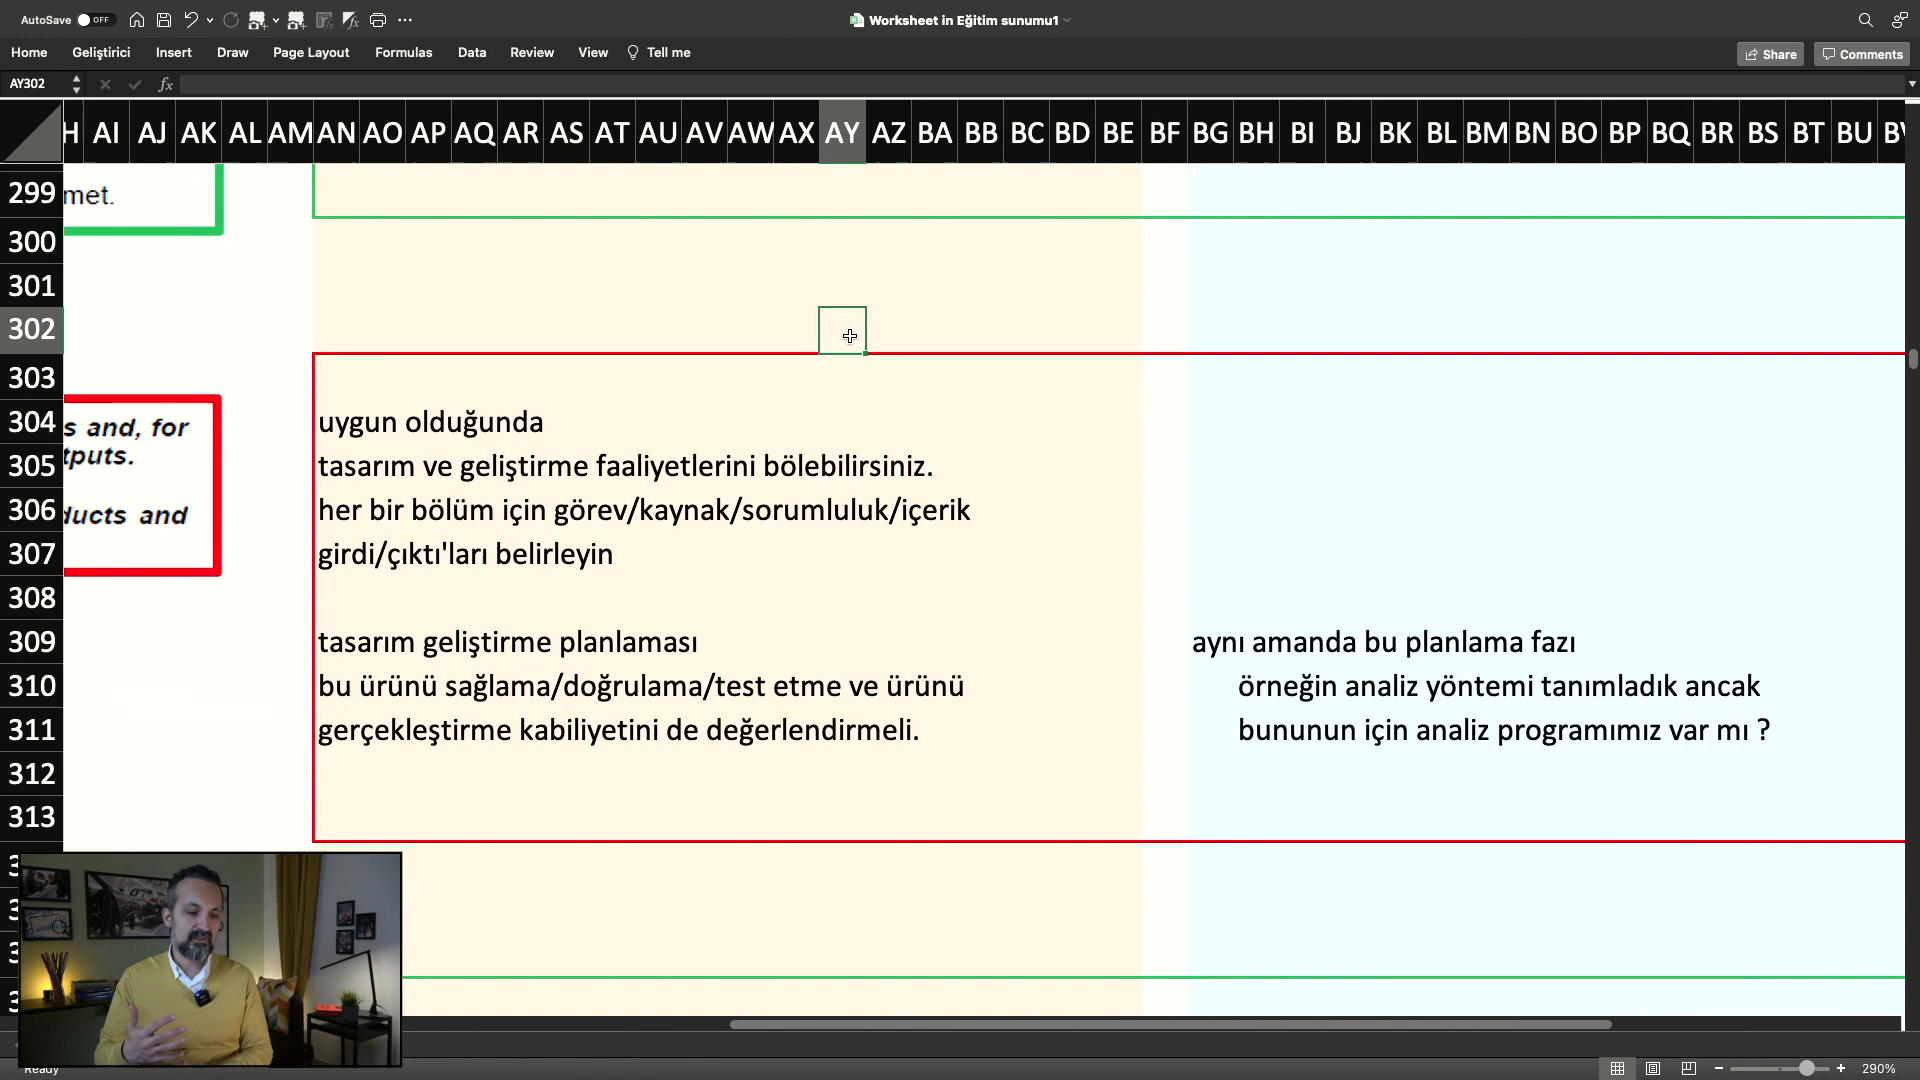 AutoSave OFF
Worksheet in Eğitim sunumu1
Home Geliştirici Insert Draw Page Layout Formulas Data Review View Tell me
Share Comments
AY302 fx
H AI AJ AK AL AM AN AO AP AQ AR AS AT AU AV AW AX AY AZ BA BB BC BD BE BF BG BH BI BJ BK BL BM BN BO BP BQ BR BS BT BU BV
299 met.
300
301
302
303
304 s and, for uygun olduğunda
305 tputs. tasarım ve geliştirme faaliyetlerini bölebilirsiniz.
306 ducts and her bir bölüm için görev/kaynak/sorumluluk/içerik
307 girdi/çıktı'ları belirleyin
308
309 tasarım geliştirme planlaması aynı amanda bu planlama fazı
310 bu ürünü sağlama/doğrulama/test etme ve ürünü örneğin analiz yöntemi tanımladık ancak
311 gerçekleştirme kabiliyetini de değerlendirmeli. bununun için analiz programımız var mı ?
312
313
Ready 290%